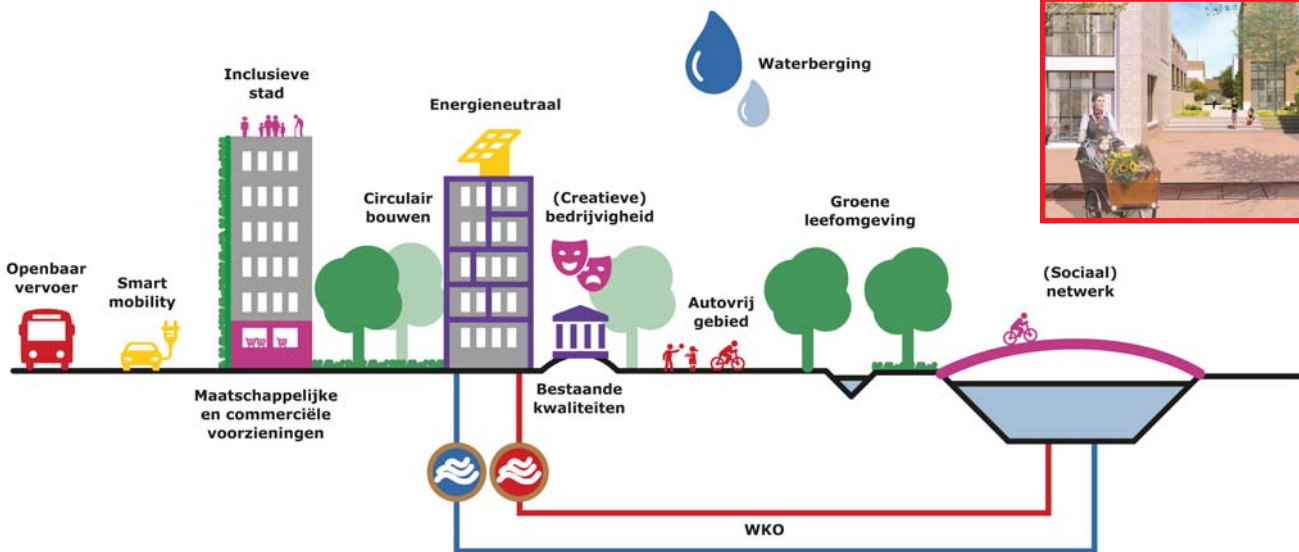 Waterberging
Inclusieve
stad
Energieneutraal
Circulair
bouwen
(Creatieve)
bedrijvigheid
Groene
leefomgeving
Openbaar
vervoer
Smart
mobility
Autovrij
gebied
(Sociaal)
netwerk
Maatschappelijke
en commerciële
voorzieningen
Bestaande
kwaliteiten
WKO